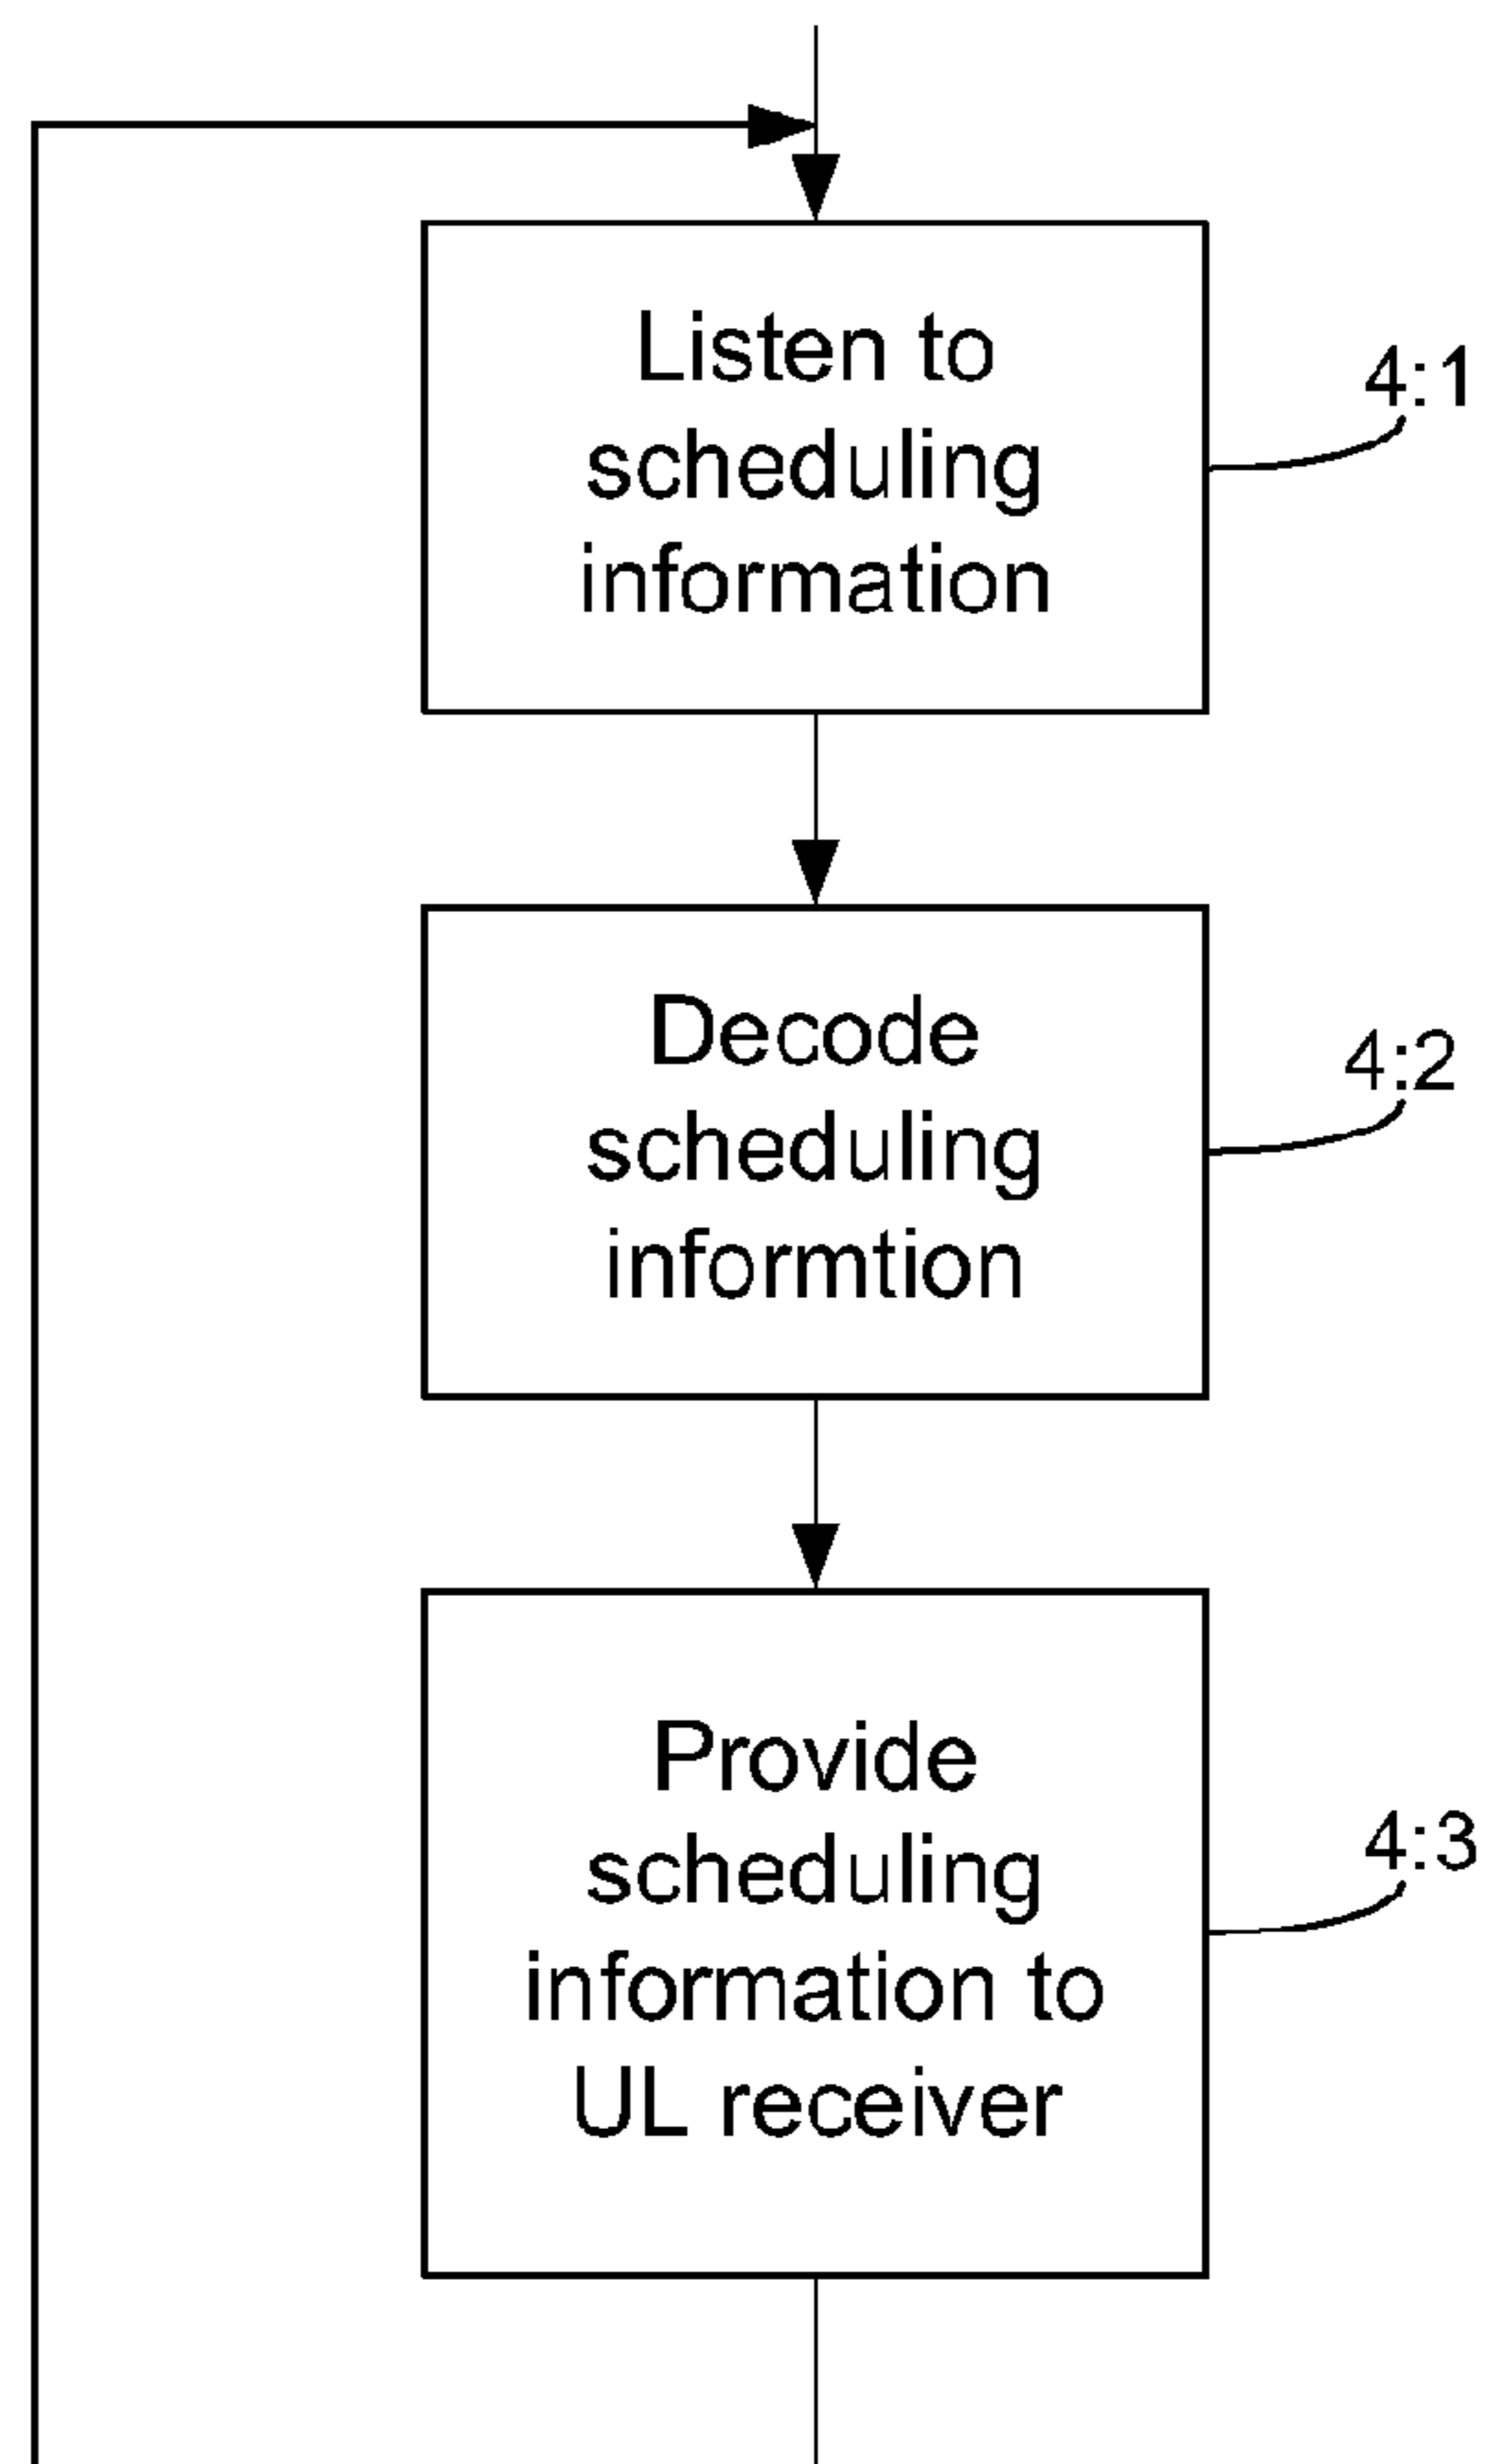 Listen to
scheduling
information
4:1
Decode
scheduling
informtion
4:2
Provide
scheduling
information to
UL receiver
4:3